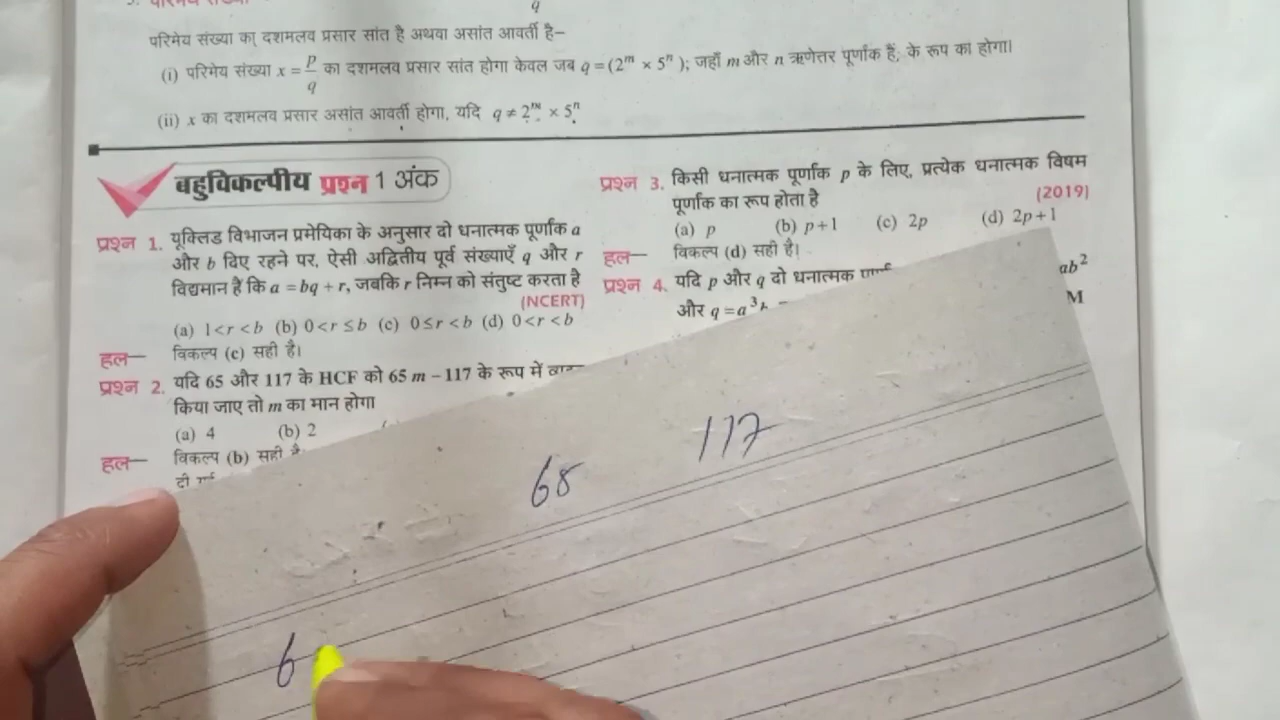 q
परिमेय संख्या का दशमलव प्रसार सांत है अथवा असांत आवर्ती है—
(i) परिमेय संख्या x = p/q का दशमलव प्रसार सांत होगा केवल जब q = (2^m × 5^n); जहाँ m और n ऋणेत्तर पूर्णांक हैं, के रूप का होगा।
(ii) x का दशमलव प्रसार असांत आवर्ती होगा, यदि q ≠ 2^m × 5^n
बहुविकल्पीय प्रश्न 1 अंक
प्रश्न 1. यूक्लिड विभाजन प्रमेयिका के अनुसार दो धनात्मक पूर्णांक a
और b दिए रहने पर, ऐसी अद्वितीय पूर्व संख्याएँ q और r
विद्यमान हैं कि a = bq + r, जबकि r निम्न को संतुष्ट करता है
(NCERT)
(a) 1 < r < b (b) 0 < r ≤ b (c) 0 ≤ r < b (d) 0 < r < b
हल— विकल्प (c) सही है।
प्रश्न 2. यदि 65 और 117 के HCF को 65 m – 117 के रूप में
किया जाए तो m का मान होगा
(a) 4 (b) 2
हल— विकल्प (b) सही है
प्रश्न 3. किसी धनात्मक पूर्णांक p के लिए, प्रत्येक धनात्मक विषम
पूर्णांक का रूप होता है (2019)
(a) p (b) p + 1 (c) 2p (d) 2p + 1
हल— विकल्प (d) सही है।
प्रश्न 4. यदि p और q दो धनात्मक ab^2
और q = a^3 M
68 117
6